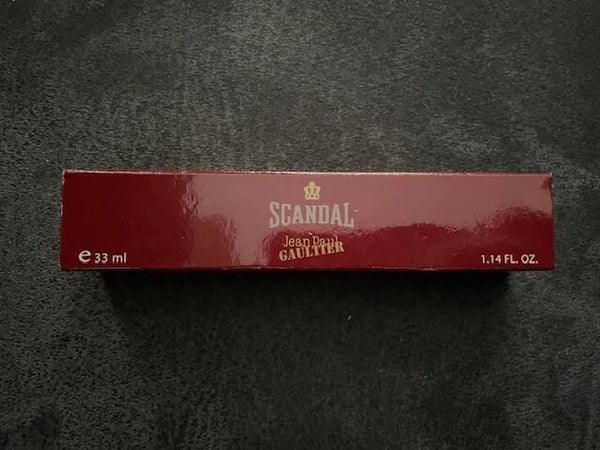 SCANDAL
Jean Paul
GAULTIER
℮ 33 ml
1.14 FL. OZ.